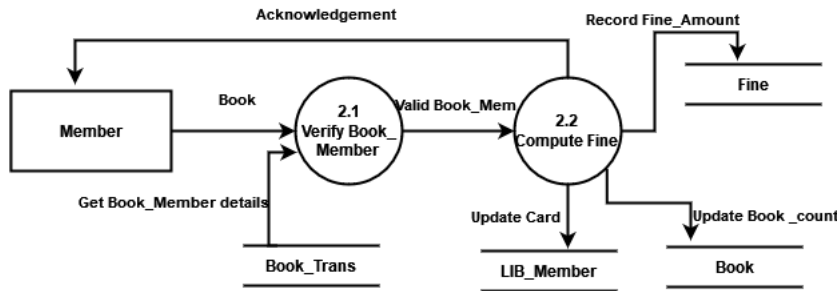 Acknowledgement
Record Fine_Amount
Fine
Book
2.1
Verify Book_
Member
Valid Book_Mem
2.2
Compute Fine
Member
Get Book_Member details
Update Card
Update Book _count
Book_Trans
LIB_Member
Book